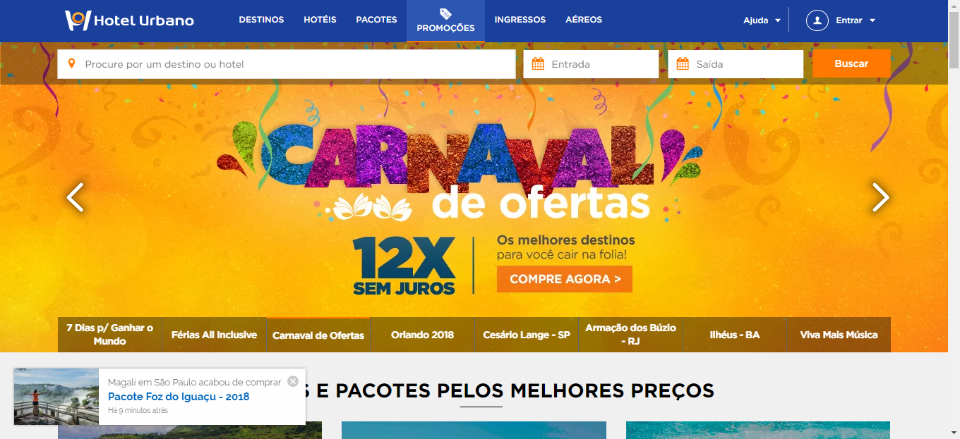 Hotel Urbano
DESTINOS
HOTÉIS
PACOTES
PROMOÇÕES
INGRESSOS
AÉREOS
Ajuda
Entrar
Procure por um destino ou hotel
Entrada
Saída
Buscar
CARNAVAL
de ofertas
12X
SEM JUROS
Os melhores destinos
para você cair na folia!
COMPRE AGORA >
7 Dias p/ Ganhar o
Mundo
Férias All Inclusive
Carnaval de Ofertas
Orlando 2018
Cesário Lange - SP
Armação dos Búzio
- RJ
Ilhéus - BA
Viva Mais Música
E PACOTES PELOS MELHORES PREÇOS
Magali em São Paulo acabou de comprar
Pacote Foz do Iguaçu - 2018
Há 9 minutos atrás